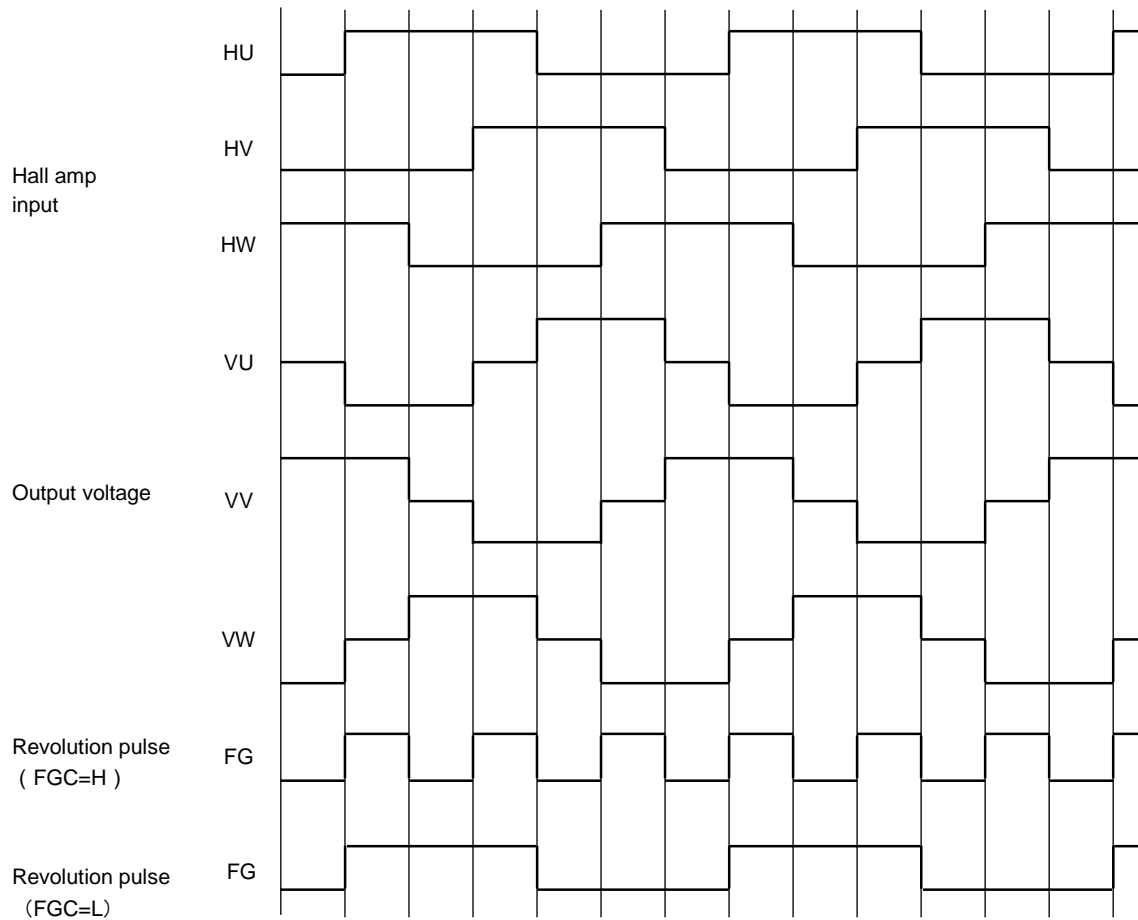 HU
HV
Hall amp
input
HW
VU
Output voltage
VV
VW
Revolution pulse
( FGC=H )
FG
Revolution pulse
（FGC=L）
FG